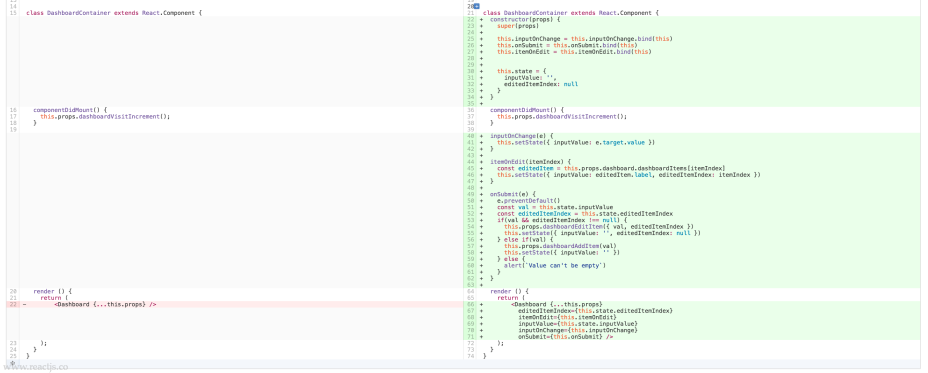 14
15 class DashboardContainer extends React.Component {
16 componentDidMount() {
17 this.props.dashboardVisitIncrement();
18 }
19
20 render () {
21 return (
22 - <Dashboard {...this.props} />
23 );
24 }
25 }
20
21 class DashboardContainer extends React.Component {
22 + constructor(props) {
23 + super(props)
24 +
25 + this.inputOnChange = this.inputOnChange.bind(this)
26 + this.onSubmit = this.onSubmit.bind(this)
27 + this.itemOnEdit = this.itemOnEdit.bind(this)
28 +
29 +
30 + this.state = {
31 + inputValue: '',
32 + editedItemIndex: null
33 + }
34 + }
35 +
36 componentDidMount() {
37 this.props.dashboardVisitIncrement();
38 }
39
40 + inputOnChange(e) {
41 + this.setState({ inputValue: e.target.value })
42 + }
43 +
44 + itemOnEdit(itemIndex) {
45 + const editedItem = this.props.dashboard.dashboardItems[itemIndex]
46 + this.setState({ inputValue: editedItem.label, editedItemIndex: itemIndex })
47 + }
48 +
49 + onSubmit(e) {
50 + e.preventDefault()
51 + const val = this.state.inputValue
52 + const editedItemIndex = this.state.editedItemIndex
53 + if(val && editedItemIndex !== null) {
54 + this.props.dashboardEditItem({ val, editedItemIndex })
55 + this.setState({ inputValue: '', editedItemIndex: null })
56 + } else if(val) {
57 + this.props.dashboardAddItem(val)
58 + this.setState({ inputValue: '' })
59 + } else {
60 + alert(`Value can't be empty`)
61 + }
62 + }
63 +
64 render () {
65 return (
66 + <Dashboard {...this.props}
67 + editedItemIndex={this.state.editedItemIndex}
68 + itemOnEdit={this.itemOnEdit}
69 + inputValue={this.state.inputValue}
70 + inputOnChange={this.inputOnChange}
71 + onSubmit={this.onSubmit} />
72 );
73 }
74 }
www.reactjs.co